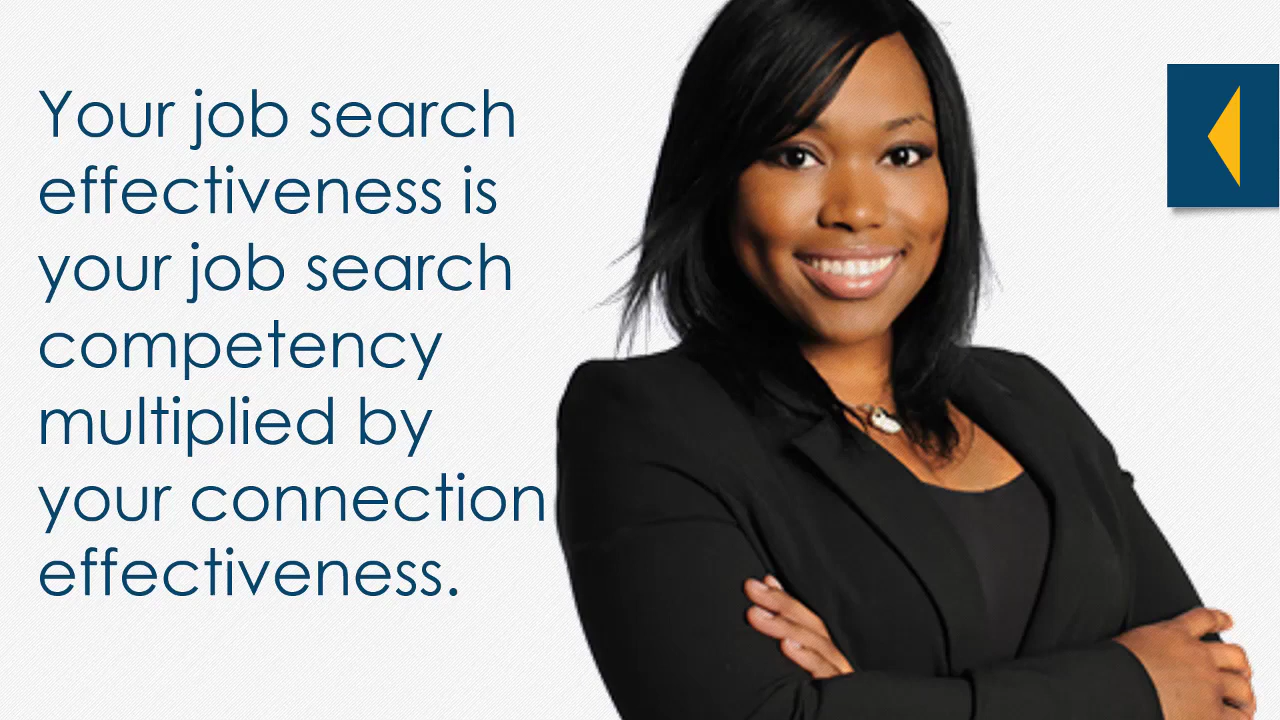 Your job search
effectiveness is
your job search
competency
multiplied by
your connection
effectiveness.